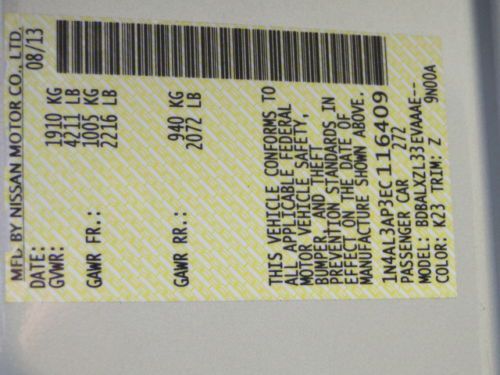 MFD. BY NISSAN MOTOR CO., LTD.
DATE: 08/13
GVWR: 1910 KG
4211 LB
GAWR FR.: 1005 KG
2216 LB
GAWR RR.: 940 KG
2072 LB
THIS VEHICLE CONFORMS TO
ALL APPLICABLE FEDERAL
MOTOR VEHICLE SAFETY,
BUMPER, AND THEFT
PREVENTION STANDARDS IN
EFFECT ON THE DATE OF
MANUFACTURE SHOWN ABOVE.
1N4AL3AP3EC116409
PASSENGER CAR 272
MODEL: BDBALXZL33EVAAAE--
COLOR: K23 TRIM: Z 9N00A